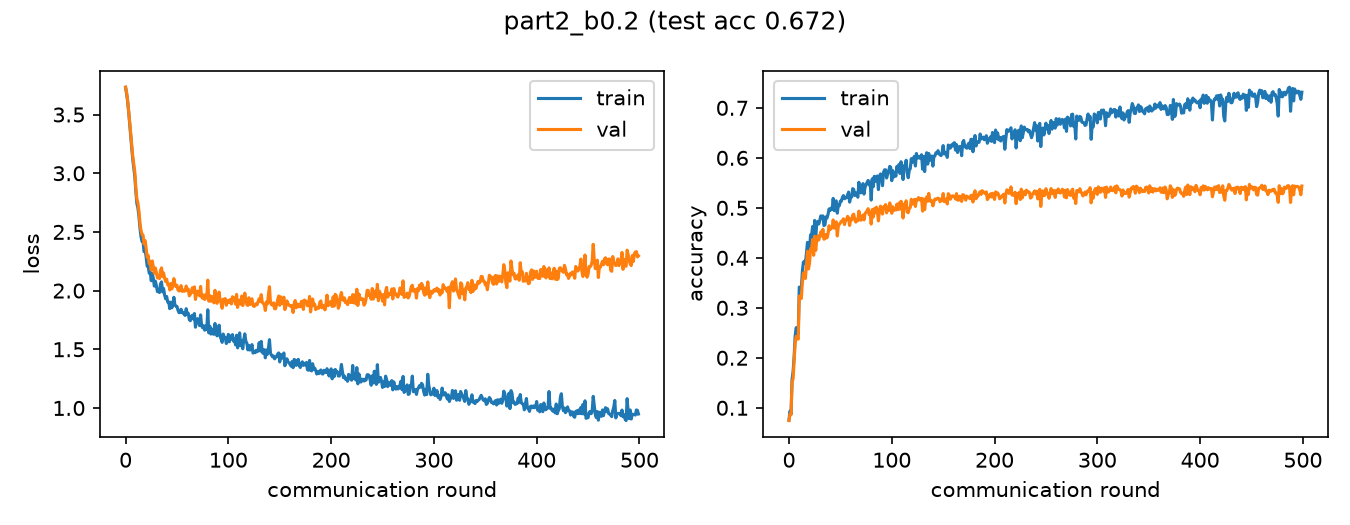 part2_b0.2 (test acc 0.672)
loss
3.5
3.0
2.5
2.0
1.5
1.0
train
val
0
100
200
300
400
500
communication round
accuracy
0.7
0.6
0.5
0.4
0.3
0.2
0.1
train
val
0
100
200
300
400
500
communication round